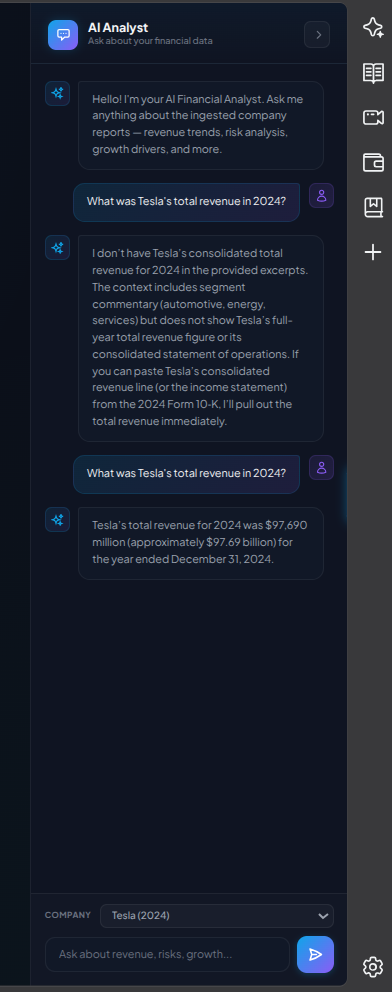 AI Analyst
Ask about your financial data
Hello! I'm your AI Financial Analyst. Ask me
anything about the ingested company
reports — revenue trends, risk analysis,
growth drivers, and more.
What was Tesla's total revenue in 2024?
I don't have Tesla's consolidated total
revenue for 2024 in the provided excerpts.
The context includes segment
commentary (automotive, energy,
services) but does not show Tesla's full-
year total revenue figure or its
consolidated statement of operations. If
you can paste Tesla's consolidated
revenue line (or the income statement)
from the 2024 Form 10-K, I'll pull out the
total revenue immediately.
What was Tesla's total revenue in 2024?
Tesla's total revenue for 2024 was $97,690
million (approximately $97.69 billion) for
the year ended December 31, 2024.
COMPANY Tesla (2024)
Ask about revenue, risks, growth...